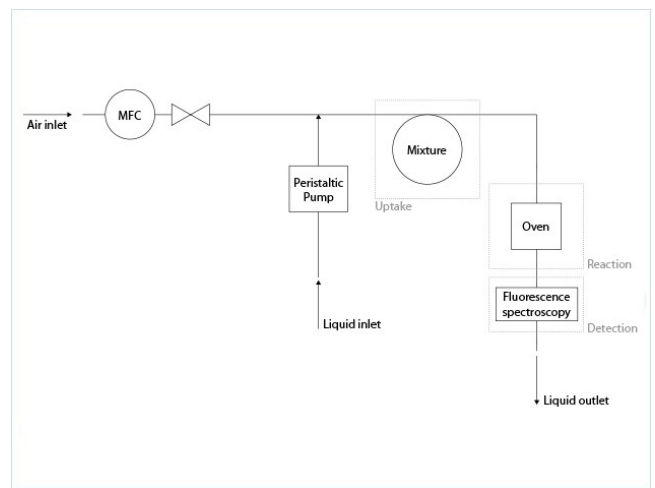 Air inlet
MFC
Mixture
Peristaltic
Pump
Uptake
Oven
Reaction
Fluorescence
spectroscopy
Liquid inlet
Detection
Liquid outlet